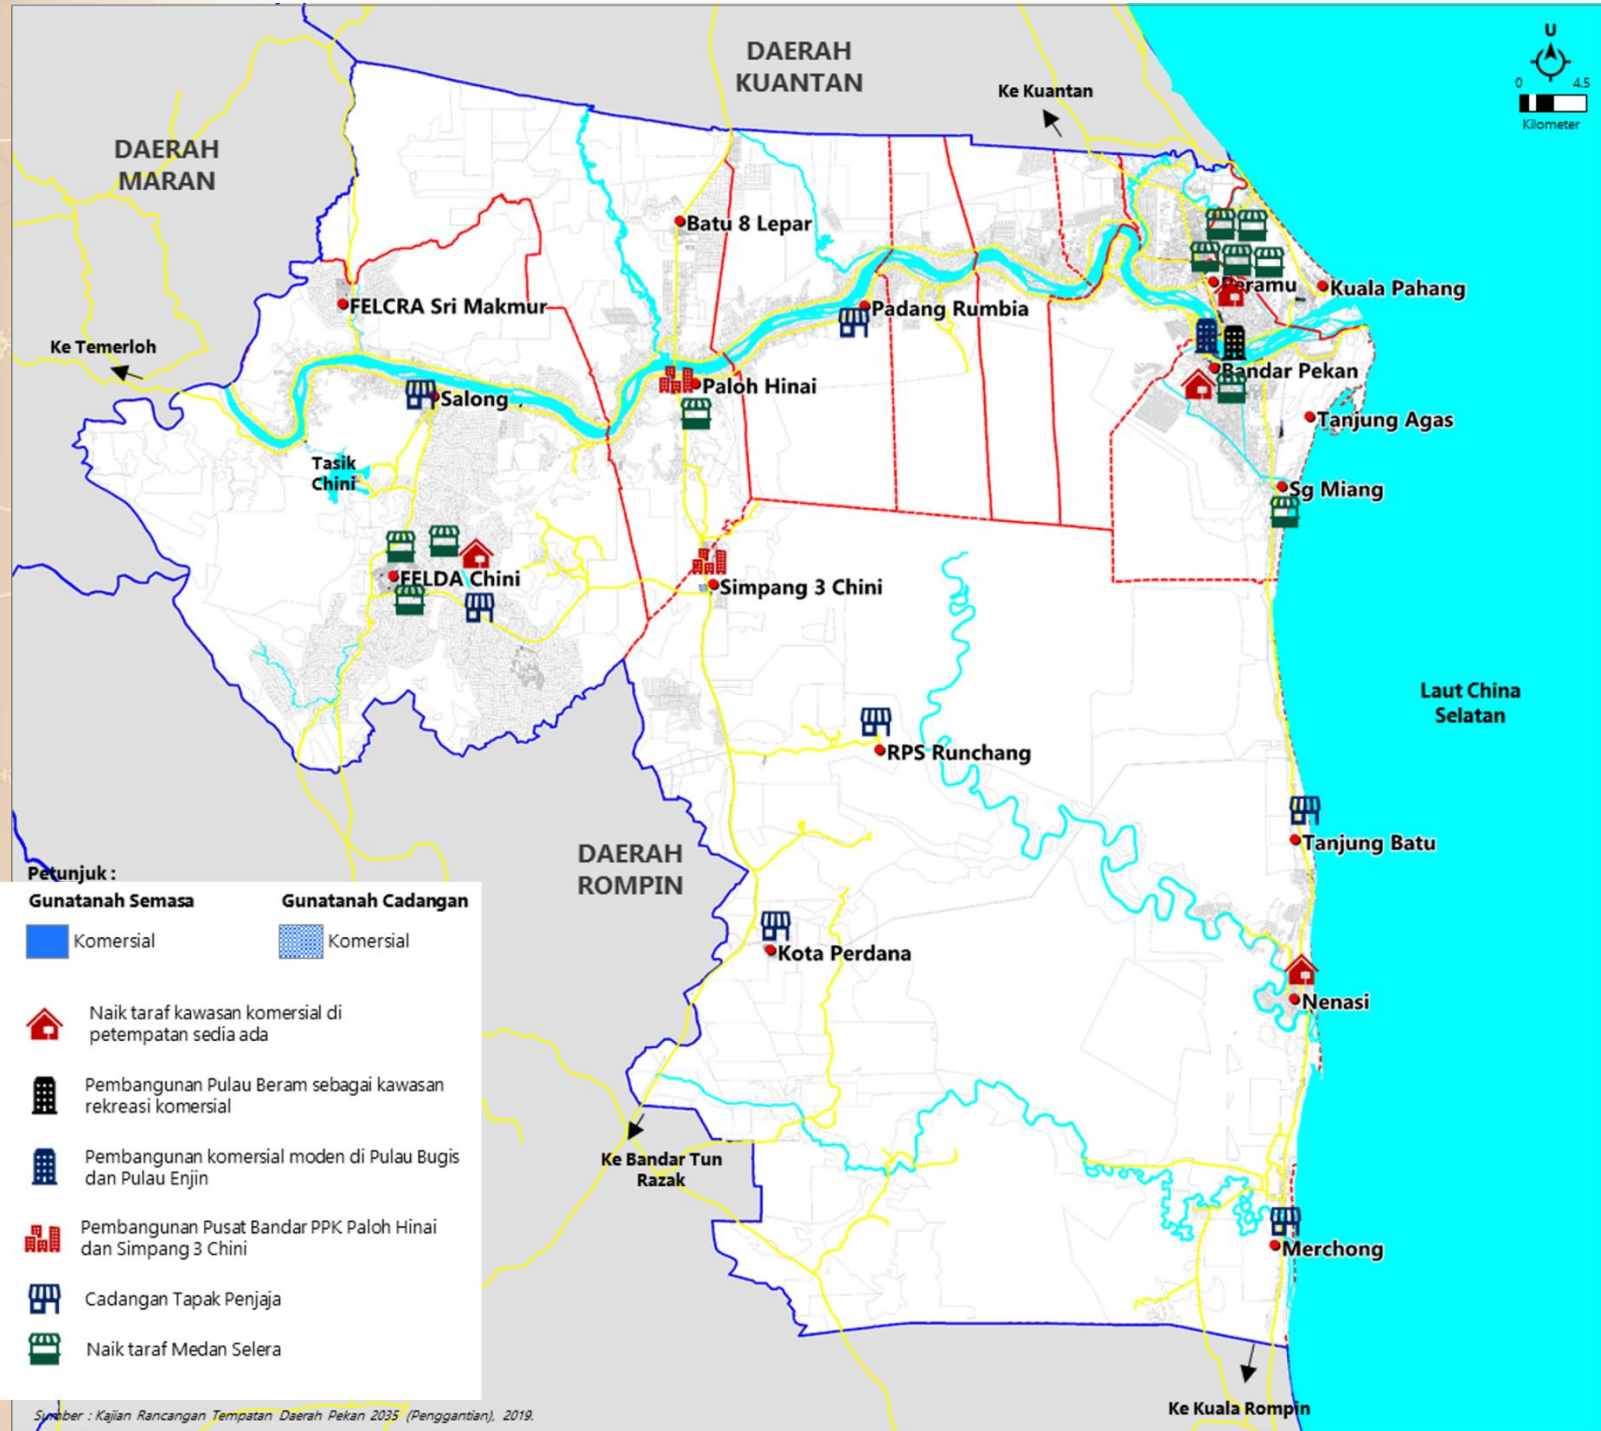 DAERAH
KUANTAN
Ke Kuantan
U
0 4.5
Kilometer
DAERAH
MARAN
Batu 8 Lepar
FELCRA Sri Makmur
Padang Rumbia
Peramu
Kuala Pahang
Ke Temerloh
Salong
Paloh Hinai
Bandar Pekan
Tanjung Agas
Tasik
Chini
Sg Miang
FELDA Chini
Simpang 3 Chini
Laut China
Selatan
RPS Runchang
Tanjung Batu
DAERAH
ROMPIN
Kota Perdana
Nenasi
Ke Bandar Tun
Razak
Merchong
Ke Kuala Rompin
Petunjuk :
Gunatanah Semasa
Gunatanah Cadangan
Komersial
Komersial
Naik taraf kawasan komersial di
petempatan sedia ada
Pembangunan Pulau Beram sebagai kawasan
rekreasi komersial
Pembangunan komersial moden di Pulau Bugis
dan Pulau Enjin
Pembangunan Pusat Bandar PPK Paloh Hinai
dan Simpang 3 Chini
Cadangan Tapak Penjaja
Naik taraf Medan Selera
Sumber : Kajian Rancangan Tempatan Daerah Pekan 2035 (Penggantian), 2019.